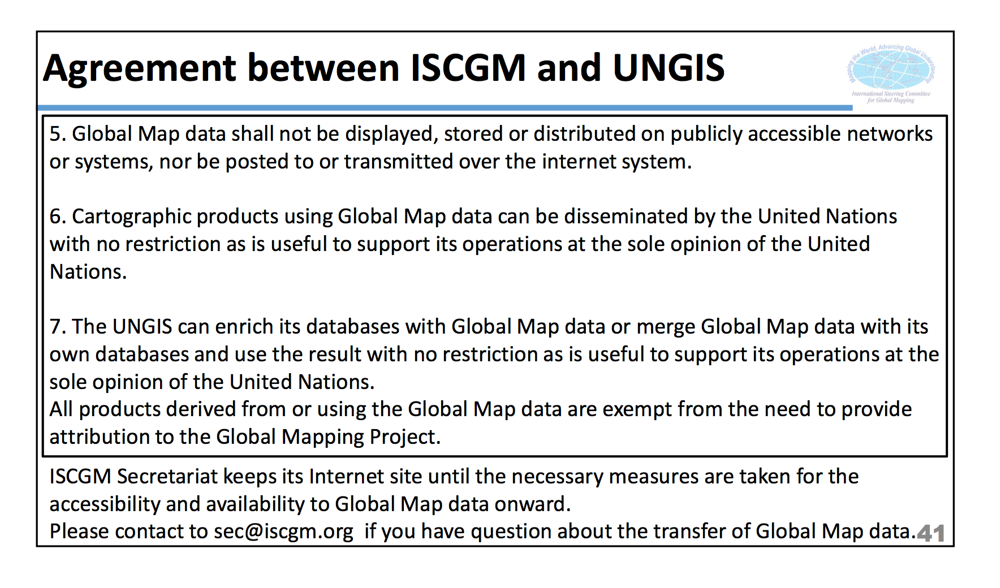 Agreement between ISCGM and UNGIS
Mapping the World, Advancing Global Understanding
International Steering Committee
for Global Mapping
5. Global Map data shall not be displayed, stored or distributed on publicly accessible networks
or systems, nor be posted to or transmitted over the internet system.
6. Cartographic products using Global Map data can be disseminated by the United Nations
with no restriction as is useful to support its operations at the sole opinion of the United
Nations.
7. The UNGIS can enrich its databases with Global Map data or merge Global Map data with its
own databases and use the result with no restriction as is useful to support its operations at the
sole opinion of the United Nations.
All products derived from or using the Global Map data are exempt from the need to provide
attribution to the Global Mapping Project.
ISCGM Secretariat keeps its Internet site until the necessary measures are taken for the
accessibility and availability to Global Map data onward.
Please contact to sec@iscgm.org  if you have question about the transfer of Global Map data.
41